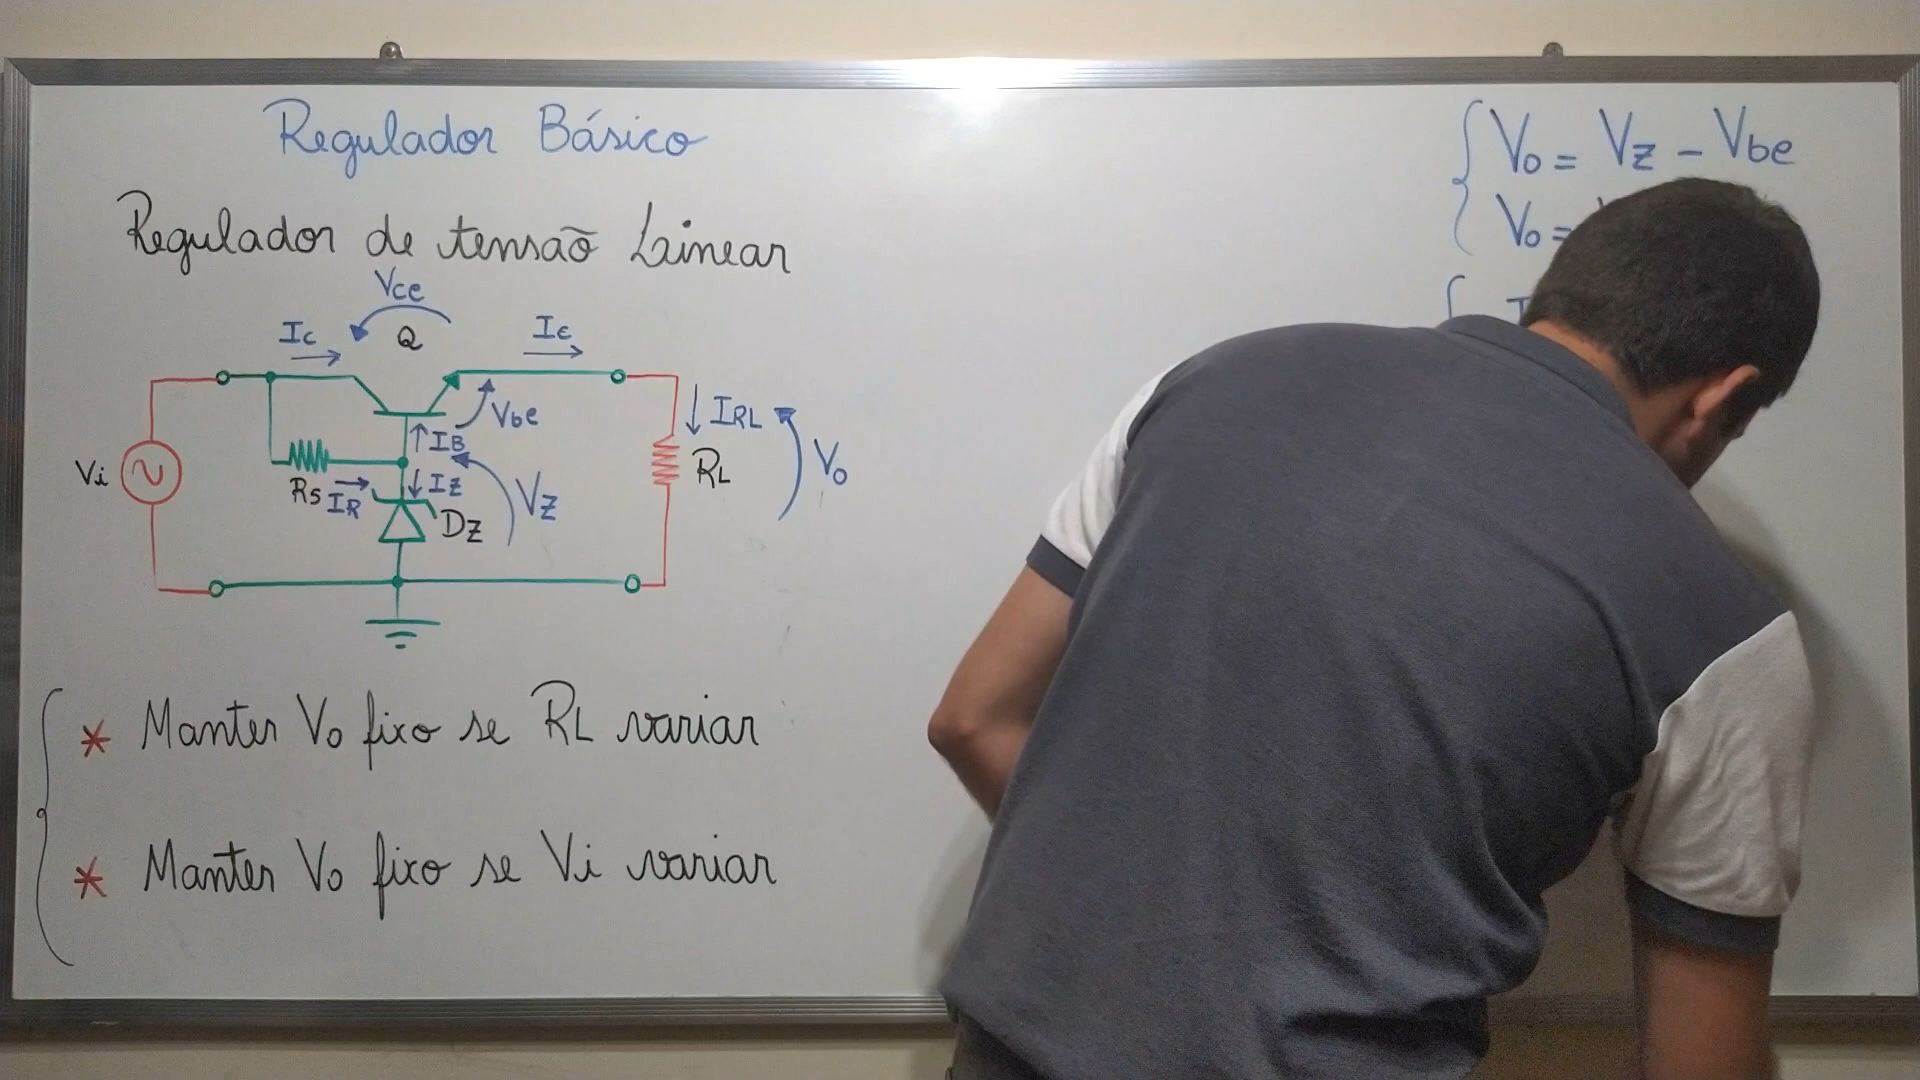 Regulador Básico
Regulador de tensão Linear
Vce
Ic
Q
Iε
Vbe
IB
IRL
Vi
Rs
IR
IZ
VZ
DZ
RL
Vo
* Manter Vo fixo se RL variar
* Manter Vo fixo se Vi variar
Vo = Vz - Vbe
Vo =